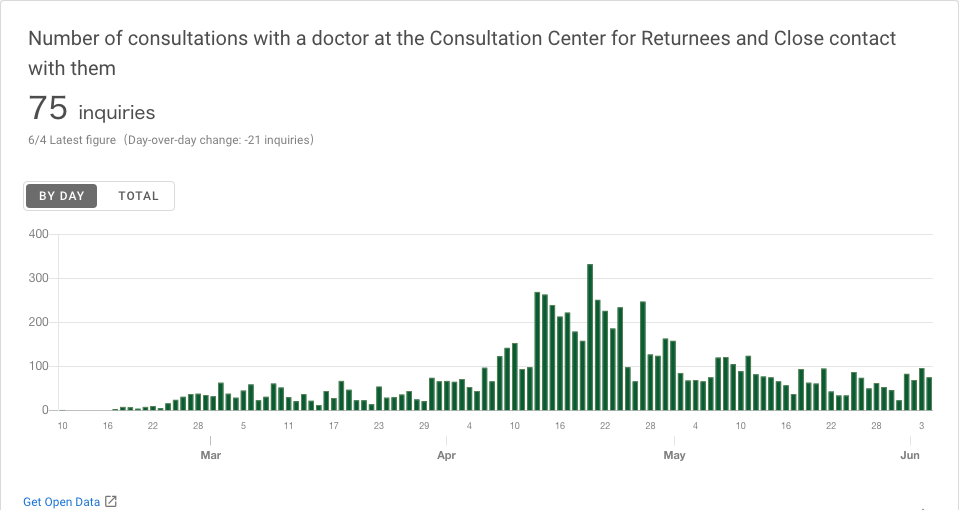 Number of consultations with a doctor at the Consultation Center for Returnees and Close contact
with them
75 inquiries
6/4 Latest figure (Day-over-day change: -21 inquiries)
BY DAY TOTAL
400
300
200
100
0
10 16 22 28 5 11 17 23 29 4 10 16 22 28 4 10 16 22 28 3
Mar Apr May Jun
Get Open Data